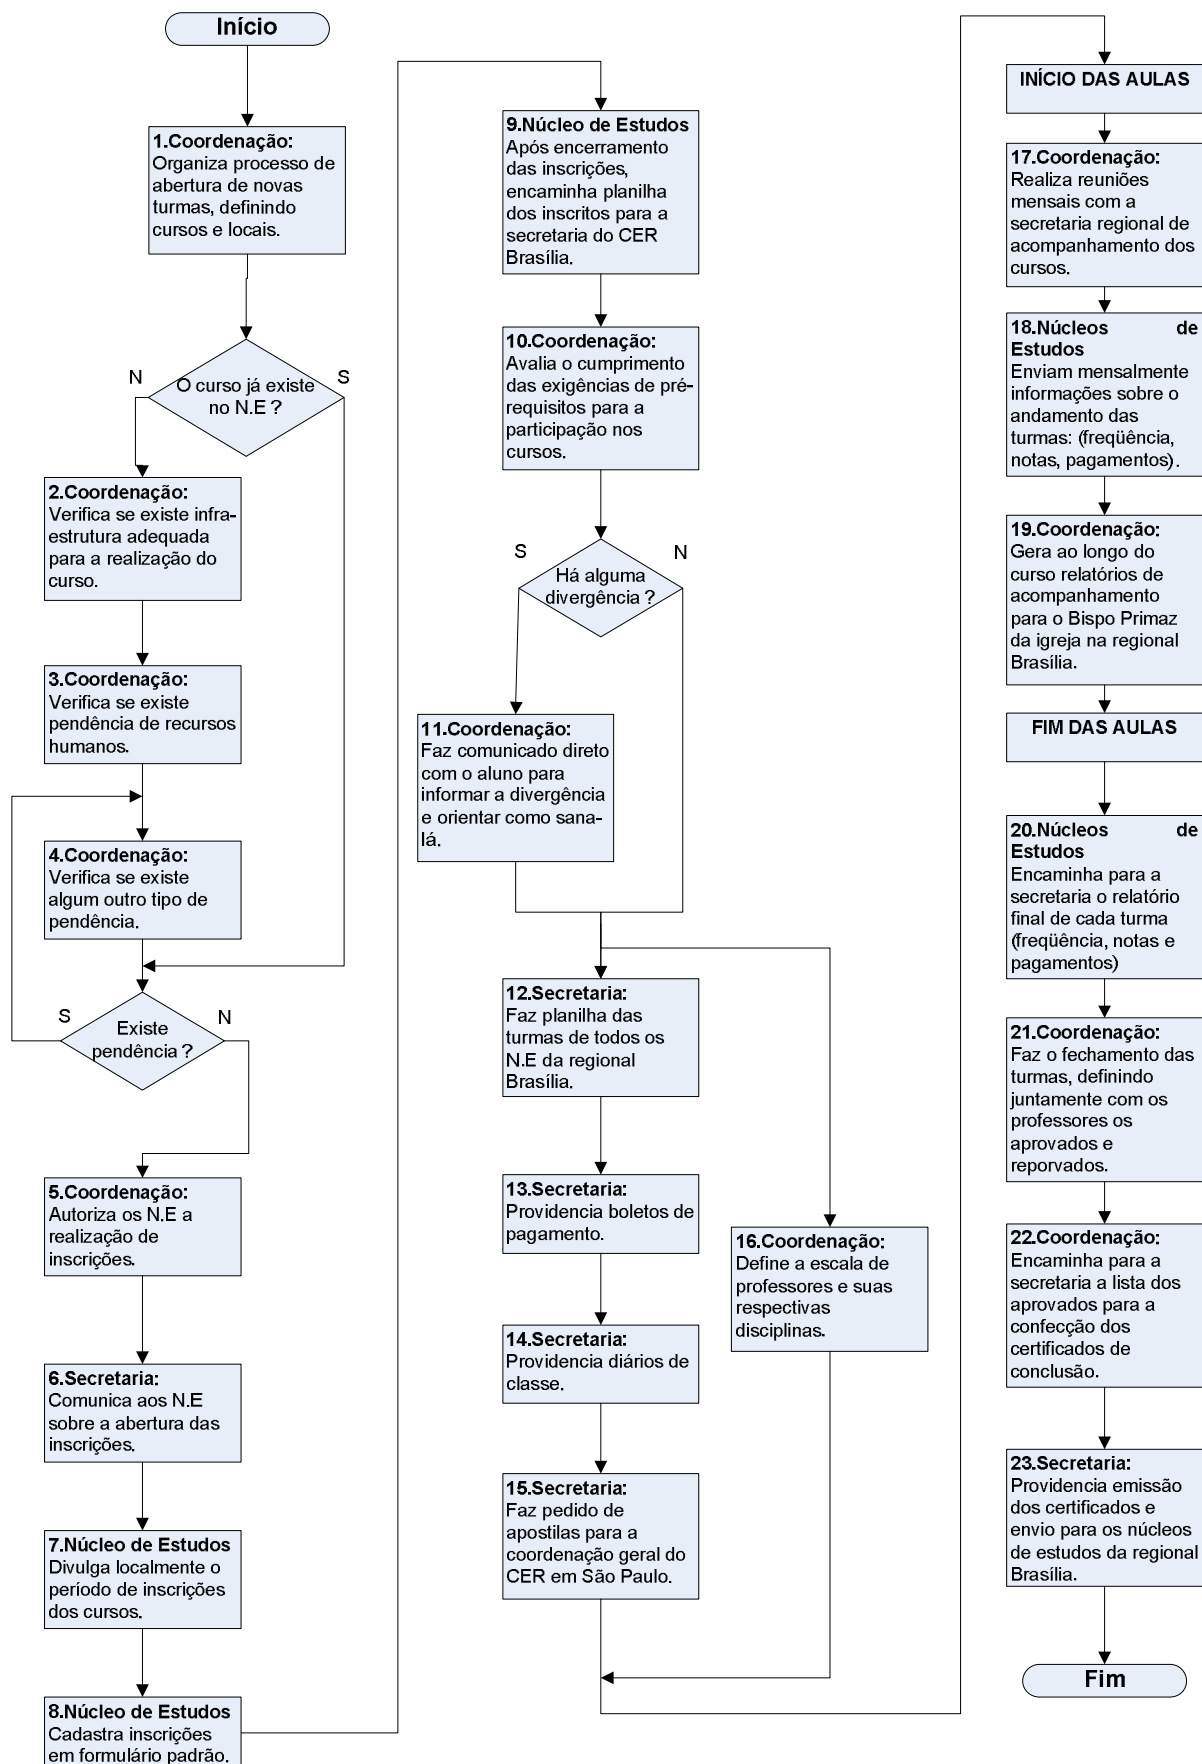 Início
1.Coordenação:
Organiza processo de
abertura de novas
turmas, definindo
cursos e locais.
N
S
O curso já existe
no N.E ?
2.Coordenação:
Verifica se existe infra-
estrutura adequada
para a realização do
curso.
3.Coordenação:
Verifica se existe
pendência de recursos
humanos.
4.Coordenação:
Verifica se existe
algum outro tipo de
pendência.
S
N
Existe
pendência ?
5.Coordenação:
Autoriza os N.E a
realização de
inscrições.
6.Secretaria:
Comunica aos N.E
sobre a abertura das
inscrições.
7.Núcleo de Estudos
Divulga localmente o
período de inscrições
dos cursos.
8.Núcleo de Estudos
Cadastra inscrições
em formulário padrão.
9.Núcleo de Estudos
Após encerramento
das inscrições,
encaminha planilha
dos inscritos para a
secretaria do CER
Brasília.
10.Coordenação:
Avalia o cumprimento
das exigências de pré-
requisitos para a
participação nos
cursos.
S
N
Há alguma
divergência ?
11.Coordenação:
Faz comunicado direto
com o aluno para
informar a divergência
e orientar como sana-
lá.
12.Secretaria:
Faz planilha das
turmas de todos os
N.E da regional
Brasília.
13.Secretaria:
Providencia boletos de
pagamento.
14.Secretaria:
Providencia diários de
classe.
15.Secretaria:
Faz pedido de
apostilas para a
coordenação geral do
CER em São Paulo.
16.Coordenação:
Define a escala de
professores e suas
respectivas
disciplinas.
INÍCIO DAS AULAS
17.Coordenação:
Realiza reuniões
mensais com a
secretaria regional de
acompanhamento dos
cursos.
18.Núcleos de
Estudos
Enviam mensalmente
informações sobre o
andamento das
turmas: (freqüência,
notas, pagamentos).
19.Coordenação:
Gera ao longo do
curso relatórios de
acompanhamento
para o Bispo Primaz
da igreja na regional
Brasília.
FIM DAS AULAS
20.Núcleos de
Estudos
Encaminha para a
secretaria o relatório
final de cada turma
(freqüência, notas e
pagamentos)
21.Coordenação:
Faz o fechamento das
turmas, definindo
juntamente com os
professores os
aprovados e
reporvados.
22.Coordenação:
Encaminha para a
secretaria a lista dos
aprovados para a
confecção dos
certificados de
conclusão.
23.Secretaria:
Providencia emissão
dos certificados e
envio para os núcleos
de estudos da regional
Brasília.
Fim